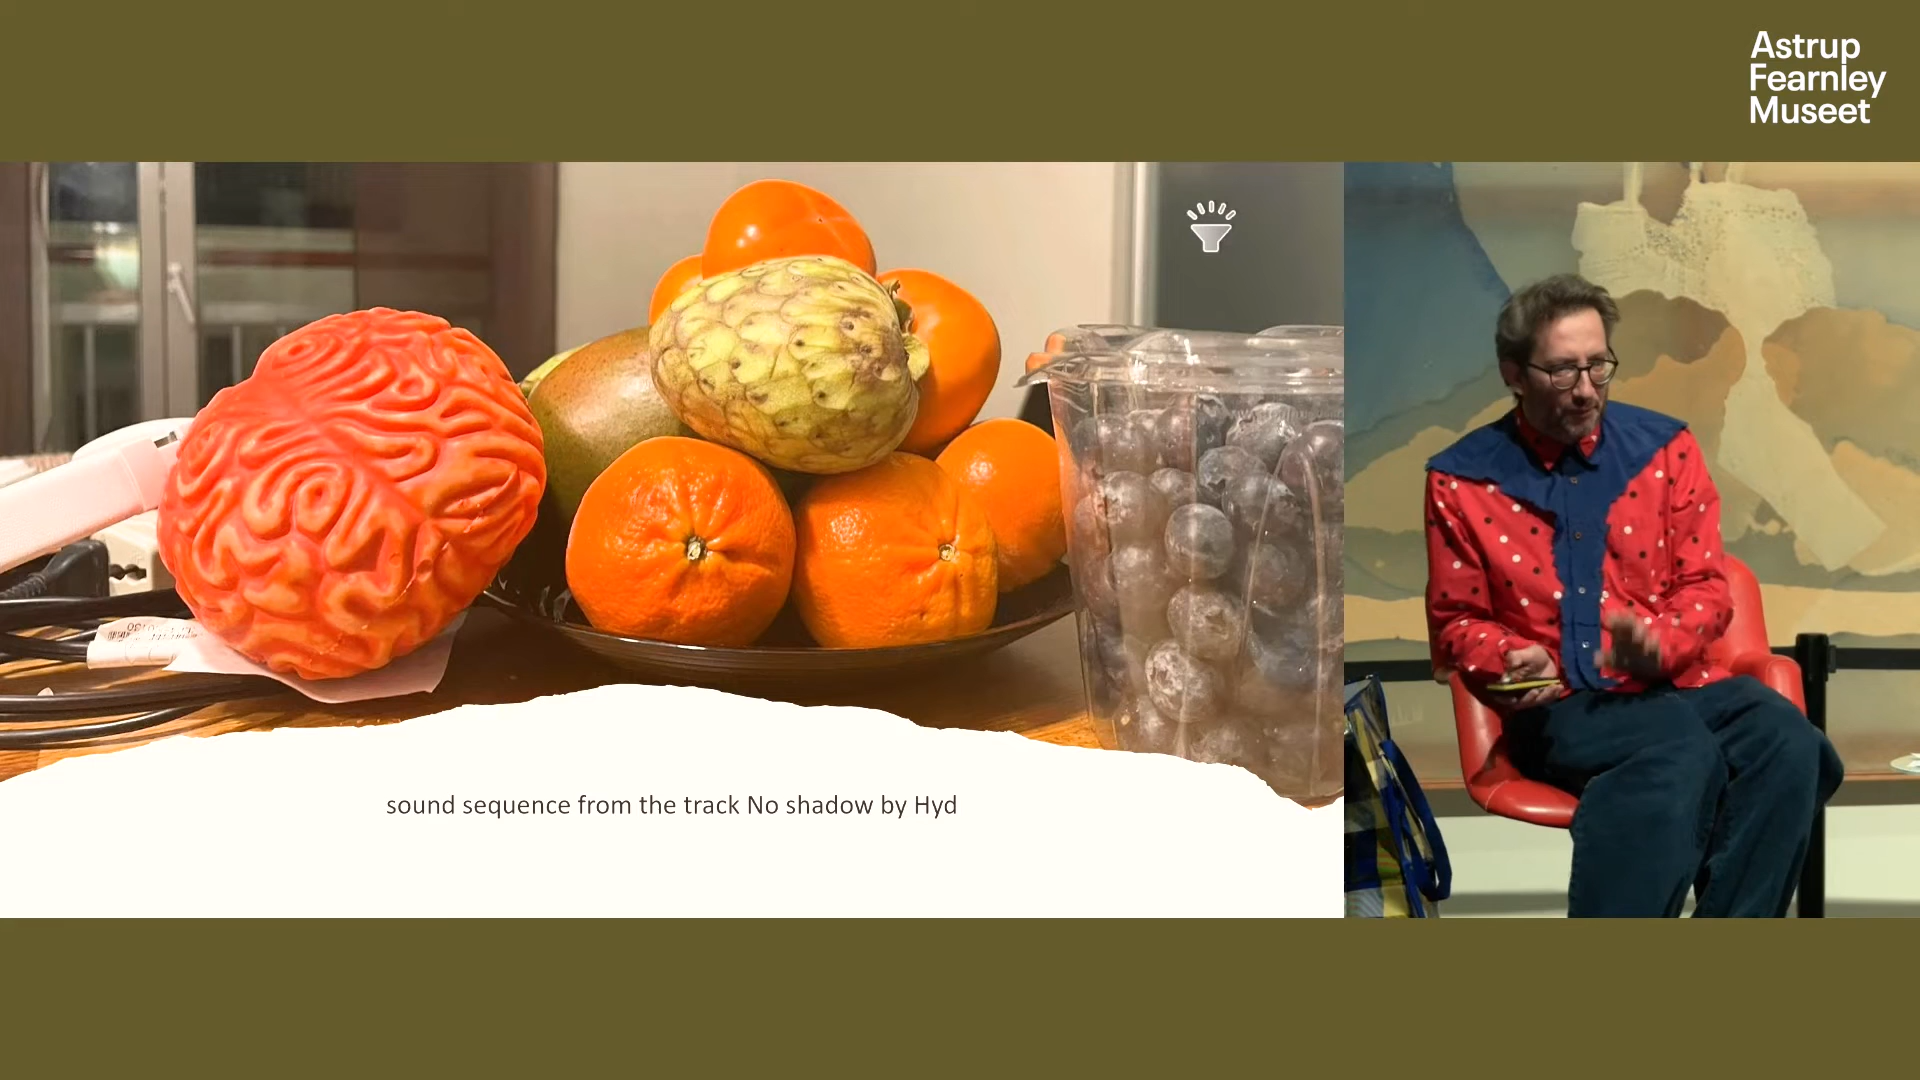 Astrup
Fearnley
Museet
sound sequence from the track No shadow by Hyd